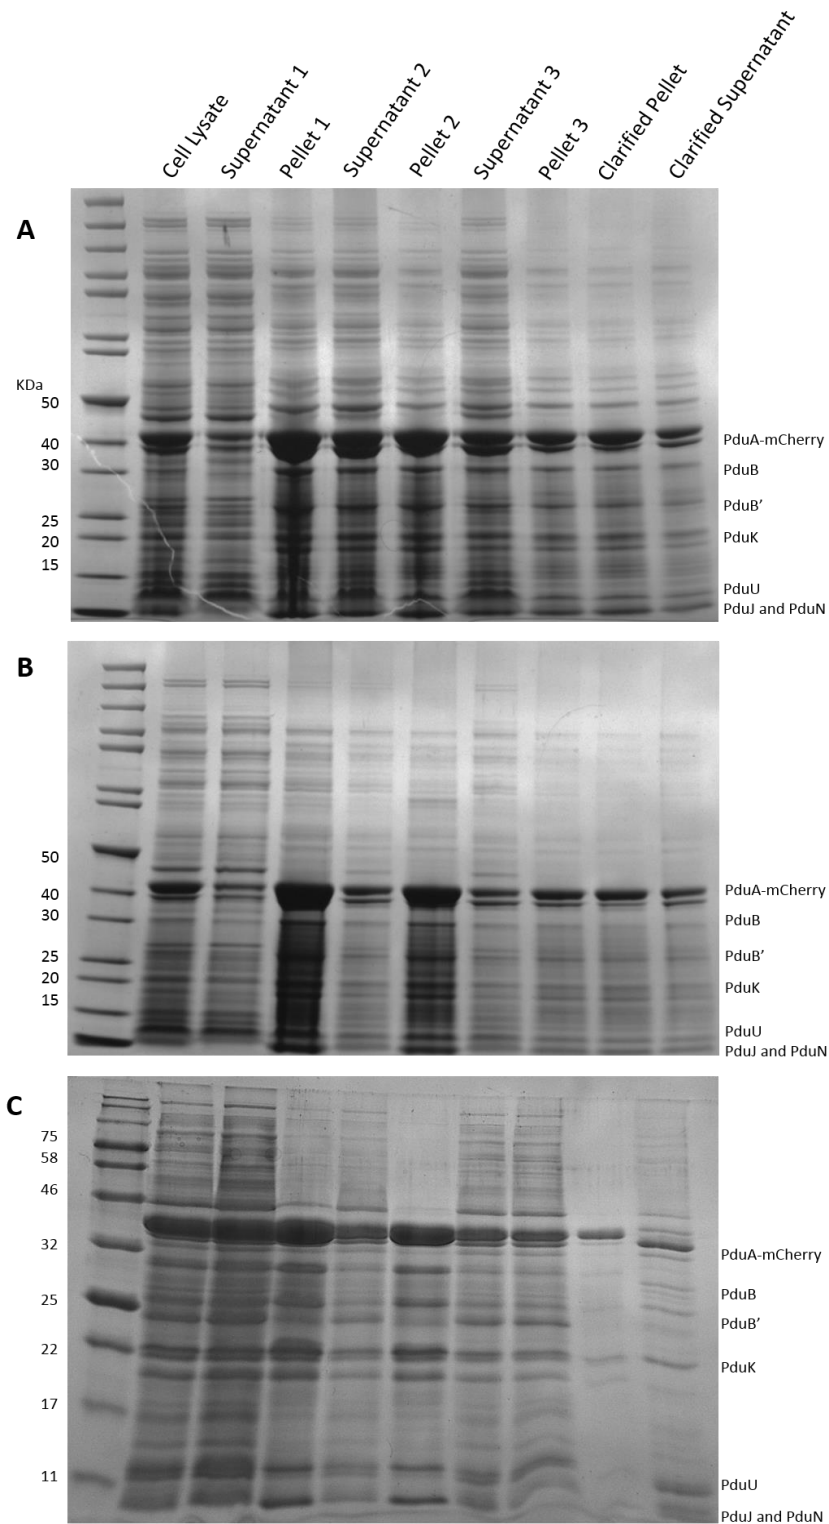 Cell Lysate
Supernatant 1
Pellet 1
Supernatant 2
Pellet 2
Supernatant 3
Pellet 3
Clarified Pellet
Clarified Supernatant
A
KDa
50
40
30
25
20
15
PduA-mCherry
PduB
PduB’
PduK
PduU
PduJ and PduN
B
50
40
30
25
20
15
PduA-mCherry
PduB
PduB’
PduK
PduU
PduJ and PduN
C
75
58
46
32
25
22
17
11
PduA-mCherry
PduB
PduB’
PduK
PduU
PduJ and PduN